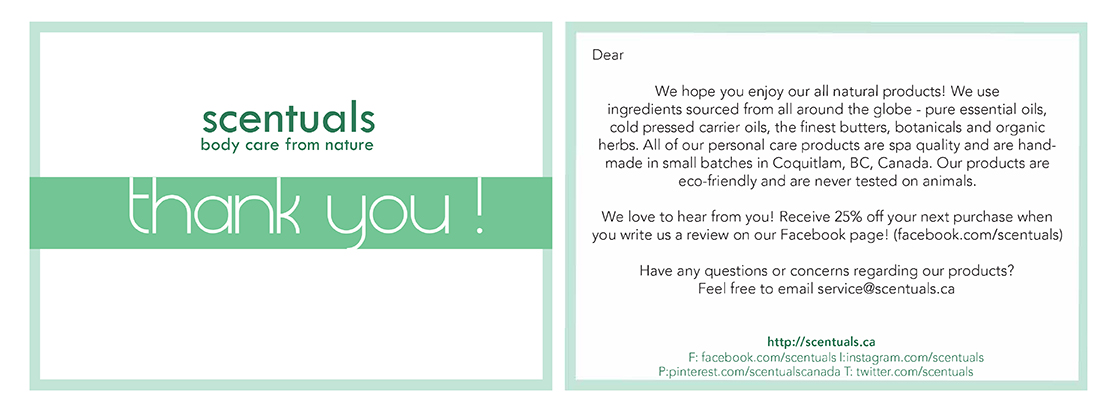 scentuals
body care from nature
thank you !
Dear
We hope you enjoy our all natural products! We use
ingredients sourced from all around the globe - pure essential oils,
cold pressed carrier oils, the finest butters, botanicals and organic
herbs. All of our personal care products are spa quality and are hand-
made in small batches in Coquitlam, BC, Canada. Our products are
eco-friendly and are never tested on animals.
We love to hear from you! Receive 25% off your next purchase when
you write us a review on our Facebook page! (facebook.com/scentuals)
Have any questions or concerns regarding our products?
Feel free to email service@scentuals.ca
http://scentuals.ca
F: facebook.com/scentuals I:instagram.com/scentuals
P:pinterest.com/scentualscanada T: twitter.com/scentuals